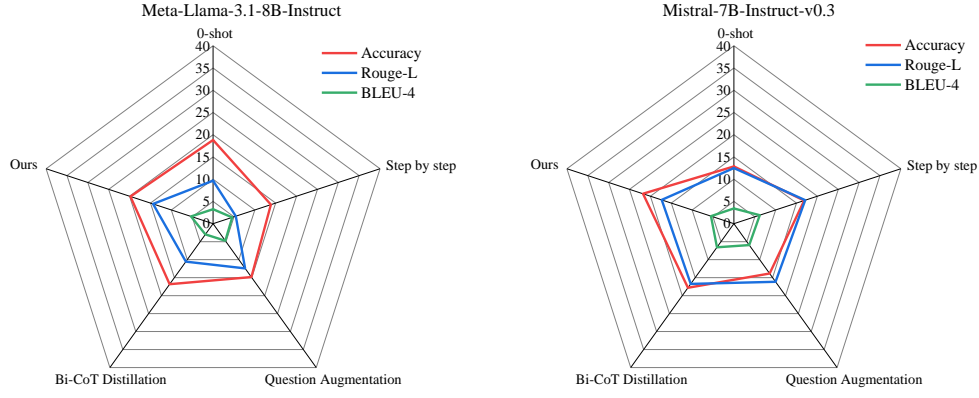 Meta-Llama-3.1-8B-Instruct
0-shot
40
35
30
25
20
15
10
5
0
Accuracy
Rouge-L
BLEU-4
Step by step
Question Augmentation
Bi-CoT Distillation
Ours
Mistral-7B-Instruct-v0.3
0-shot
40
35
30
25
20
15
10
5
0
Accuracy
Rouge-L
BLEU-4
Step by step
Question Augmentation
Bi-CoT Distillation
Ours